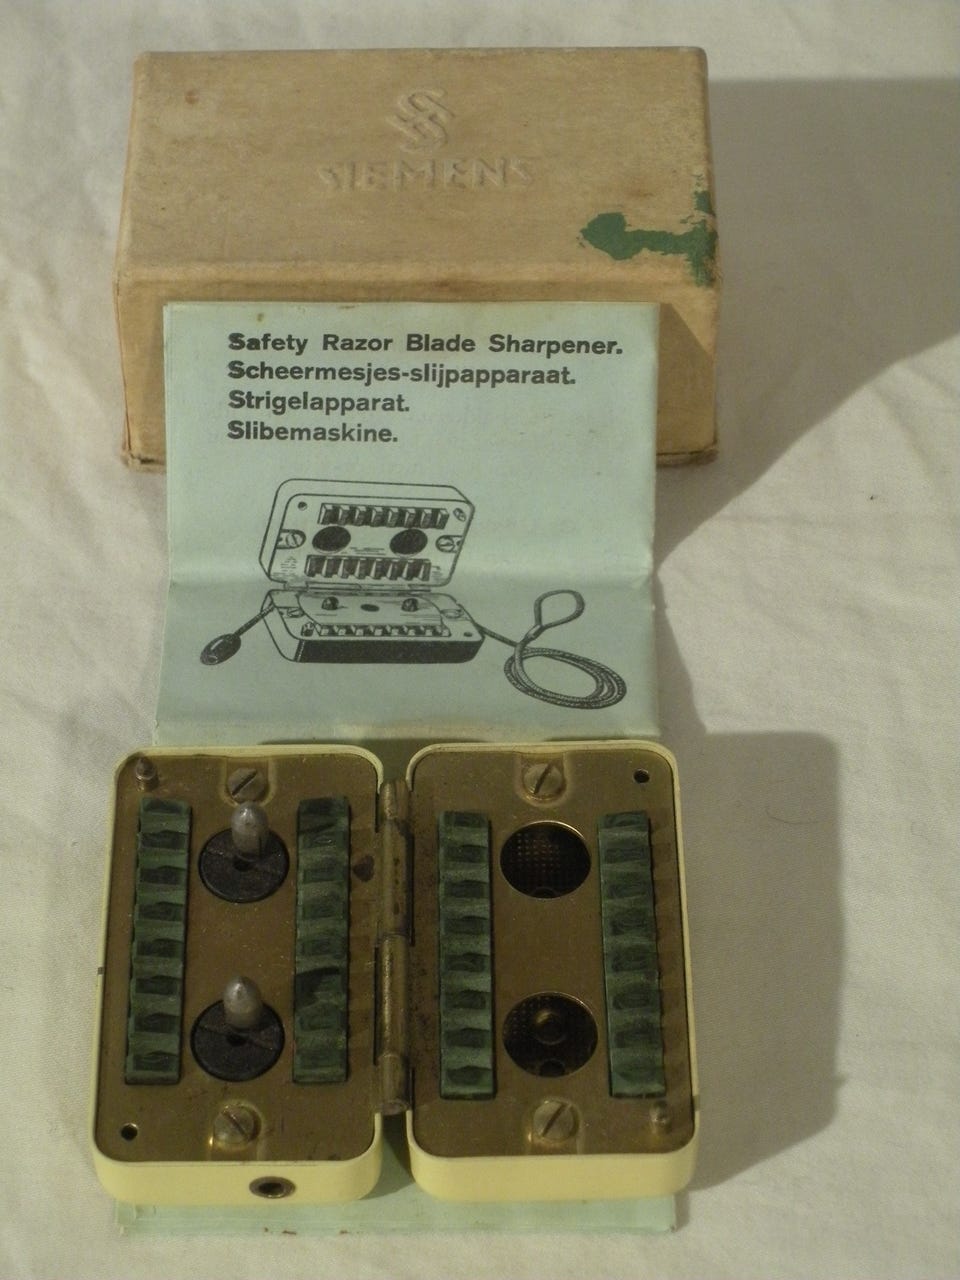 SIEMENS
Safety Razor Blade Sharpener.
Scheermesjes-slijpapparaat.
Strigelapparat.
Slibemaskine.